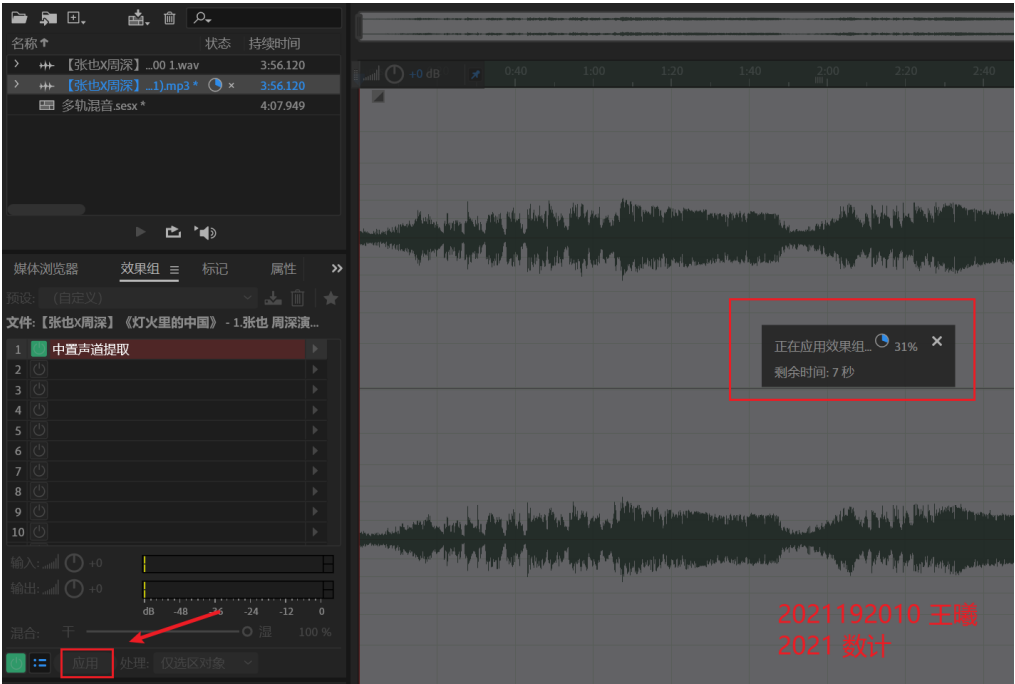 名称↑ 状态 持续时间
【张也X周深】...00 1.wav 3:56.120
【张也X周深】...1).mp3 * × 3:56.120
多轨混音.sesx * 4:07.949
媒体浏览器 效果组 ≡ 标记 属性 »
预设: (自定义)
文件:【张也X周深】《灯火里的中国》 - 1.张也 周深演...
1 中置声道提取
2
3
4
5
6
7
8
9
10
输入: +0
输出: +0
dB -48 -36 -24 -12 0
混合: 干 湿 100 %
应用 处理: 仅选区对象
+0 dB 0:40 1:00 1:20 1:40 2:00 2:20 2:40
正在应用效果组... 31% ×
剩余时间: 7 秒
2021192010 王曦
2021 数计